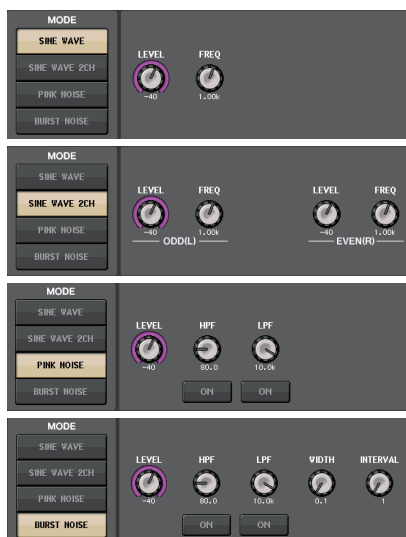 MODE
SINE WAVE
SINE WAVE 2CH
PINK NOISE
BURST NOISE
LEVEL FREQ
-40 1.00k
MODE
SINE WAVE
SINE WAVE 2CH
PINK NOISE
BURST NOISE
LEVEL FREQ LEVEL FREQ
-40 1.00k -40 1.00k
ODD(L) EVEN(R)
MODE
SINE WAVE
SINE WAVE 2CH
PINK NOISE
BURST NOISE
LEVEL HPF LPF
-40 80.0 10.0k
ON ON
MODE
SINE WAVE
SINE WAVE 2CH
PINK NOISE
BURST NOISE
LEVEL HPF LPF WIDTH INTERVAL
-40 80.0 10.0k 0.1 1
ON ON